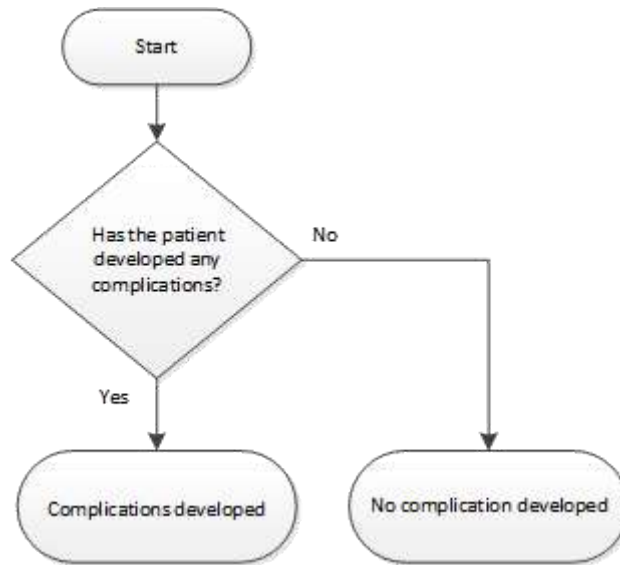 Start
Has the patient
developed any
complications?
No
Yes
Complications developed
No complication developed